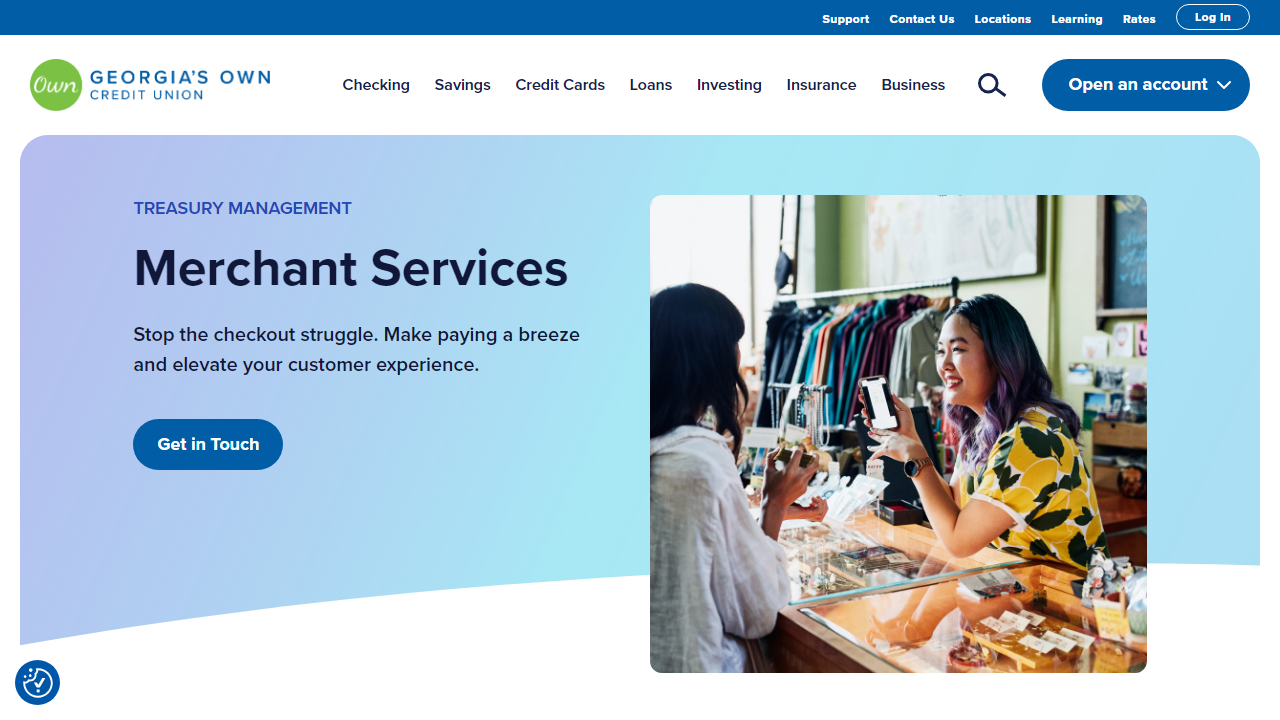 Support Contact Us Locations Learning Rates Log In
Own GEORGIA'S OWN
CREDIT UNION
Checking Savings Credit Cards Loans Investing Insurance Business Open an account
TREASURY MANAGEMENT
Merchant Services
Stop the checkout struggle. Make paying a breeze
and elevate your customer experience.
Get in Touch